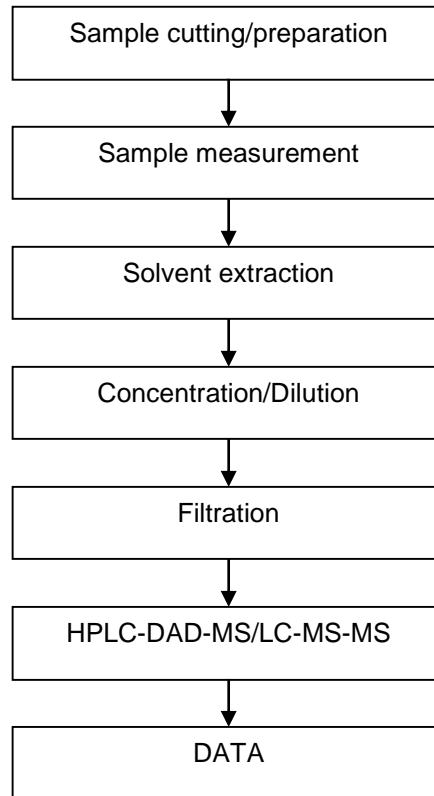 Sample cutting/preparation
Sample measurement
Solvent extraction
Concentration/Dilution
Filtration
HPLC-DAD-MS/LC-MS-MS
DATA